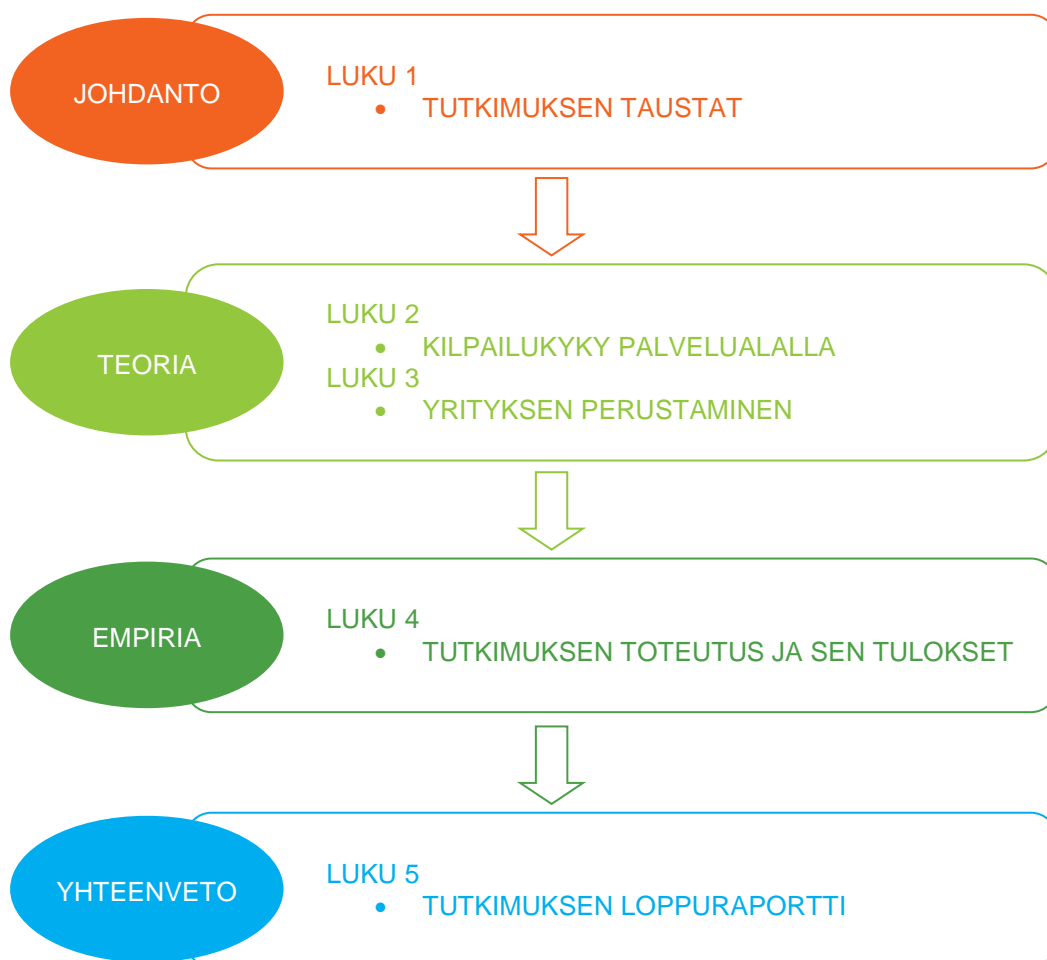 JOHDANTO
LUKU 1
• TUTKIMUKSEN TAUSTAT
TEORIA
LUKU 2
• KILPAILUKYKY PALVELUALALLA
LUKU 3
• YRITYKSEN PERUSTAMINEN
EMPIRIA
LUKU 4
• TUTKIMUKSEN TOTEUTUS JA SEN TULOKSET
YHTEENVETO
LUKU 5
• TUTKIMUKSEN LOPPURAPORTTI